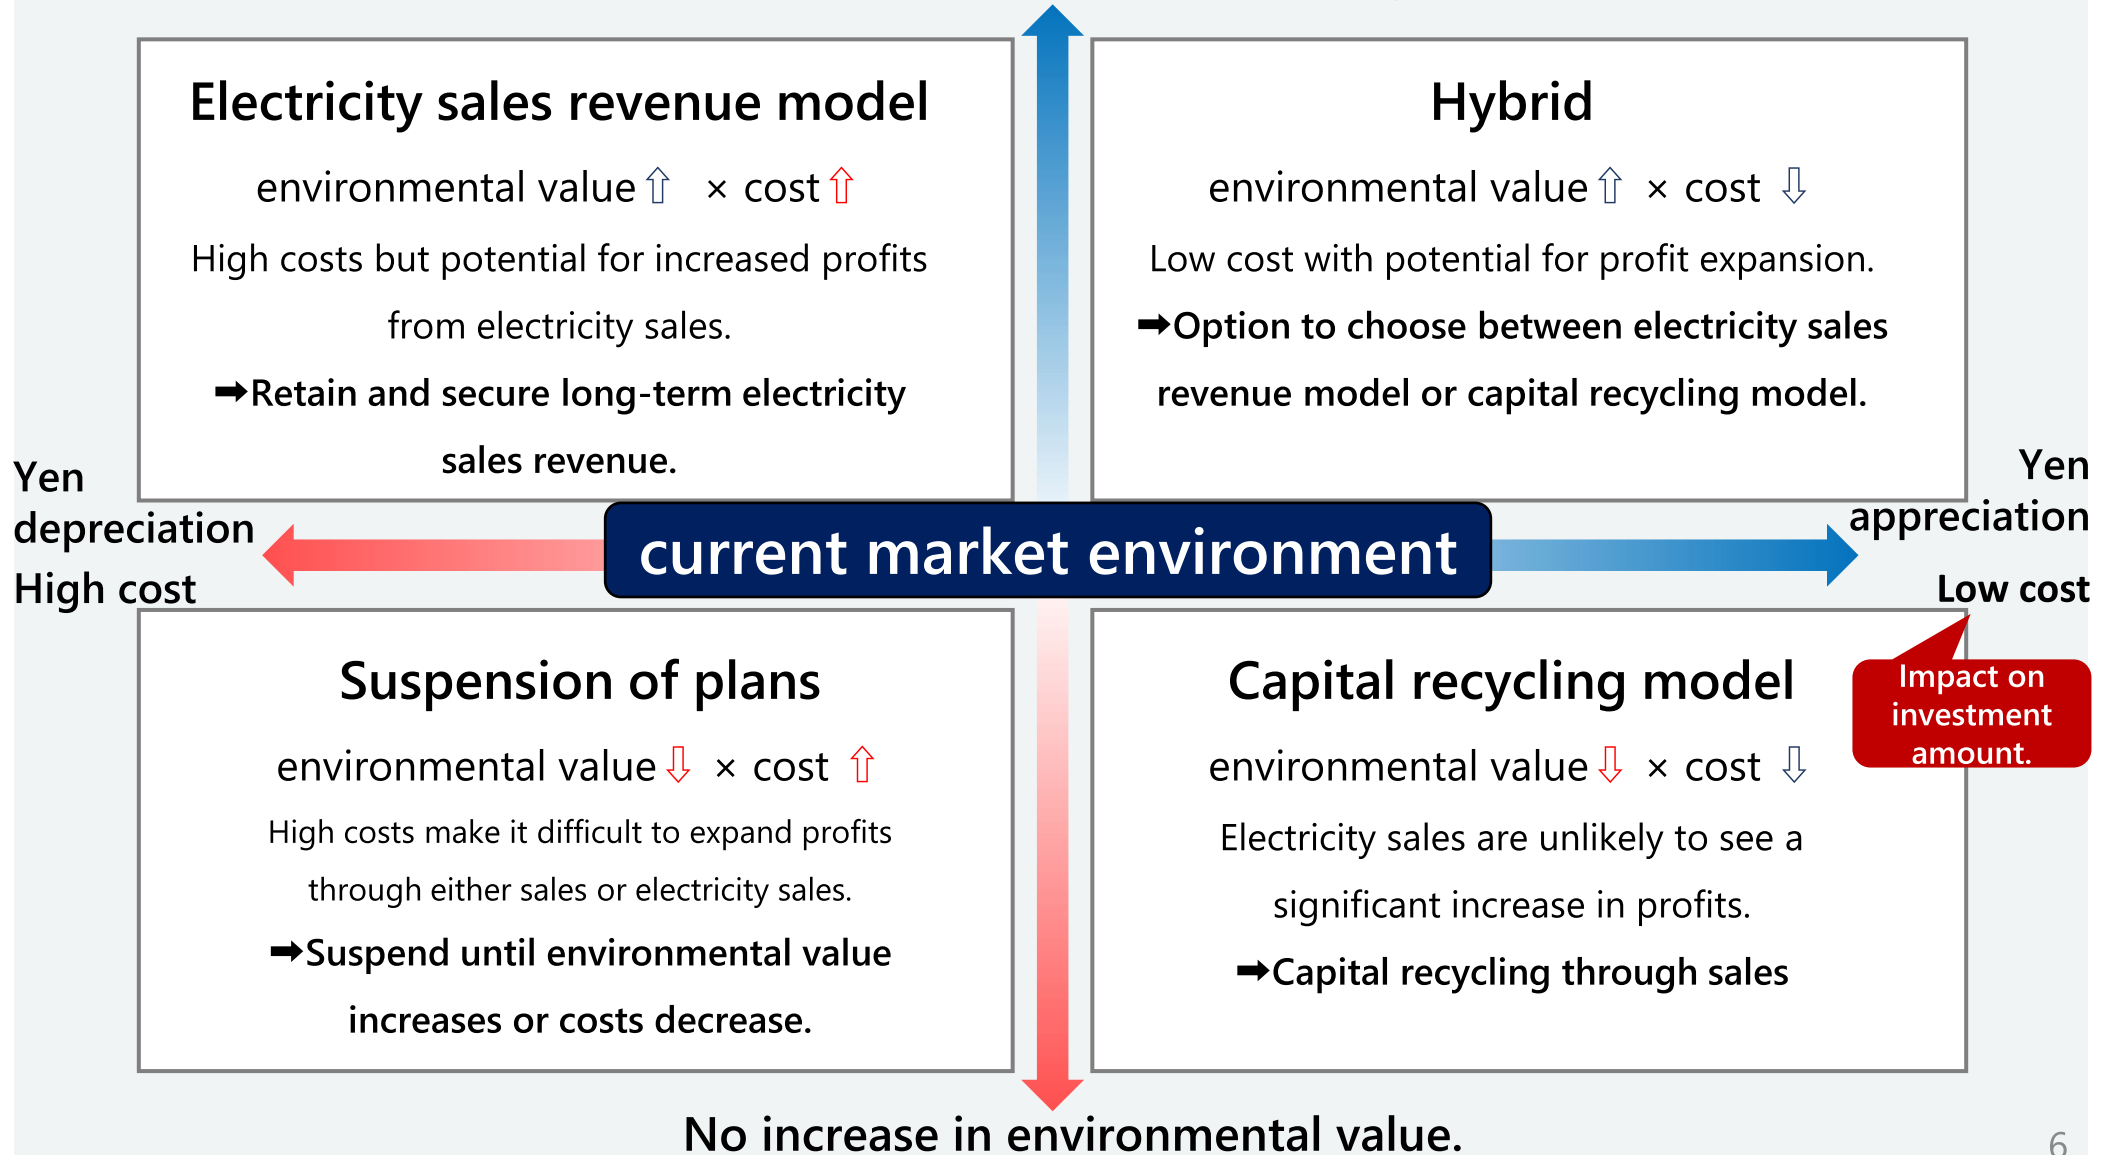 Electricity sales revenue model
environmental value⇧ × cost⇧
High costs but potential for increased profits
from electricity sales.
➡Retain and secure long-term electricity
sales revenue.
Hybrid
environmental value⇧ × cost ⇩
Low cost with potential for profit expansion.
➡Option to choose between electricity sales
revenue model or capital recycling model.
Yen
depreciation
High cost
current market environment
Yen
appreciation
Low cost
Suspension of plans
environmental value⇩ × cost ⇧
High costs make it difficult to expand profits
through either sales or electricity sales.
➡Suspend until environmental value
increases or costs decrease.
Capital recycling model
environmental value⇩ × cost ⇩
Electricity sales are unlikely to see a
significant increase in profits.
➡Capital recycling through sales
Impact on
investment
amount.
No increase in environmental value.
6